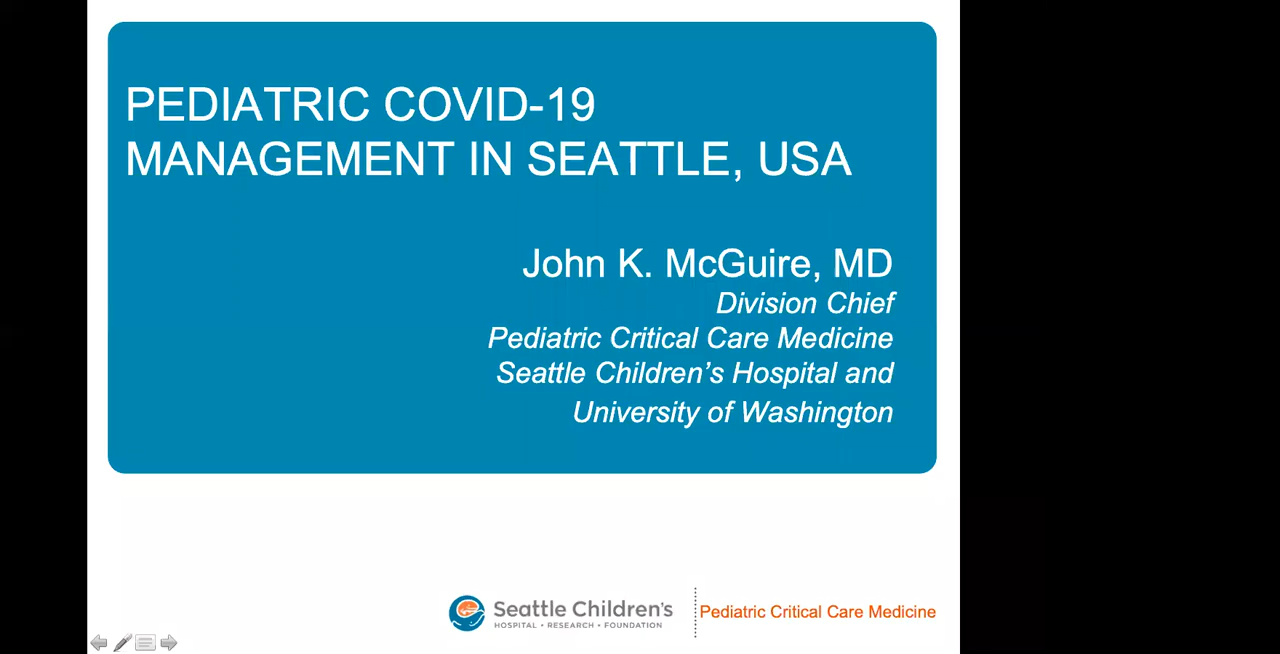 PEDIATRIC COVID-19
MANAGEMENT IN SEATTLE, USA
John K. McGuire, MD
Division Chief
Pediatric Critical Care Medicine
Seattle Children’s Hospital and
University of Washington
Seattle Children’s
HOSPITAL • RESEARCH • FOUNDATION
Pediatric Critical Care Medicine